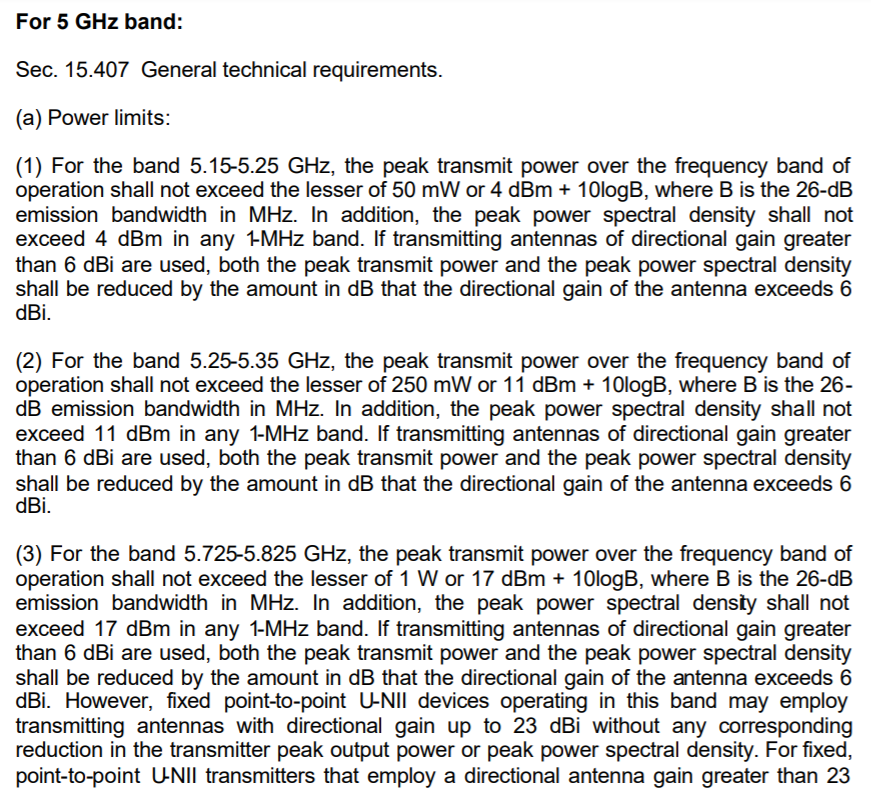 For 5 GHz band:
Sec. 15.407 General technical requirements.
(a) Power limits:
(1) For the band 5.15-5.25 GHz, the peak transmit power over the frequency band of
operation shall not exceed the lesser of 50 mW or 4 dBm + 10logB, where B is the 26-dB
emission bandwidth in MHz. In addition, the peak power spectral density shall not
exceed 4 dBm in any 1-MHz band. If transmitting antennas of directional gain greater
than 6 dBi are used, both the peak transmit power and the peak power spectral density
shall be reduced by the amount in dB that the directional gain of the antenna exceeds 6
dBi.
(2) For the band 5.25-5.35 GHz, the peak transmit power over the frequency band of
operation shall not exceed the lesser of 250 mW or 11 dBm + 10logB, where B is the 26-
dB emission bandwidth in MHz. In addition, the peak power spectral density shall not
exceed 11 dBm in any 1-MHz band. If transmitting antennas of directional gain greater
than 6 dBi are used, both the peak transmit power and the peak power spectral density
shall be reduced by the amount in dB that the directional gain of the antenna exceeds 6
dBi.
(3) For the band 5.725-5.825 GHz, the peak transmit power over the frequency band of
operation shall not exceed the lesser of 1 W or 17 dBm + 10logB, where B is the 26-dB
emission bandwidth in MHz. In addition, the peak power spectral density shall not
exceed 17 dBm in any 1-MHz band. If transmitting antennas of directional gain greater
than 6 dBi are used, both the peak transmit power and the peak power spectral density
shall be reduced by the amount in dB that the directional gain of the antenna exceeds 6
dBi. However, fixed point-to-point U-NII devices operating in this band may employ
transmitting antennas with directional gain up to 23 dBi without any corresponding
reduction in the transmitter peak output power or peak power spectral density. For fixed,
point-to-point U-NII transmitters that employ a directional antenna gain greater than 23